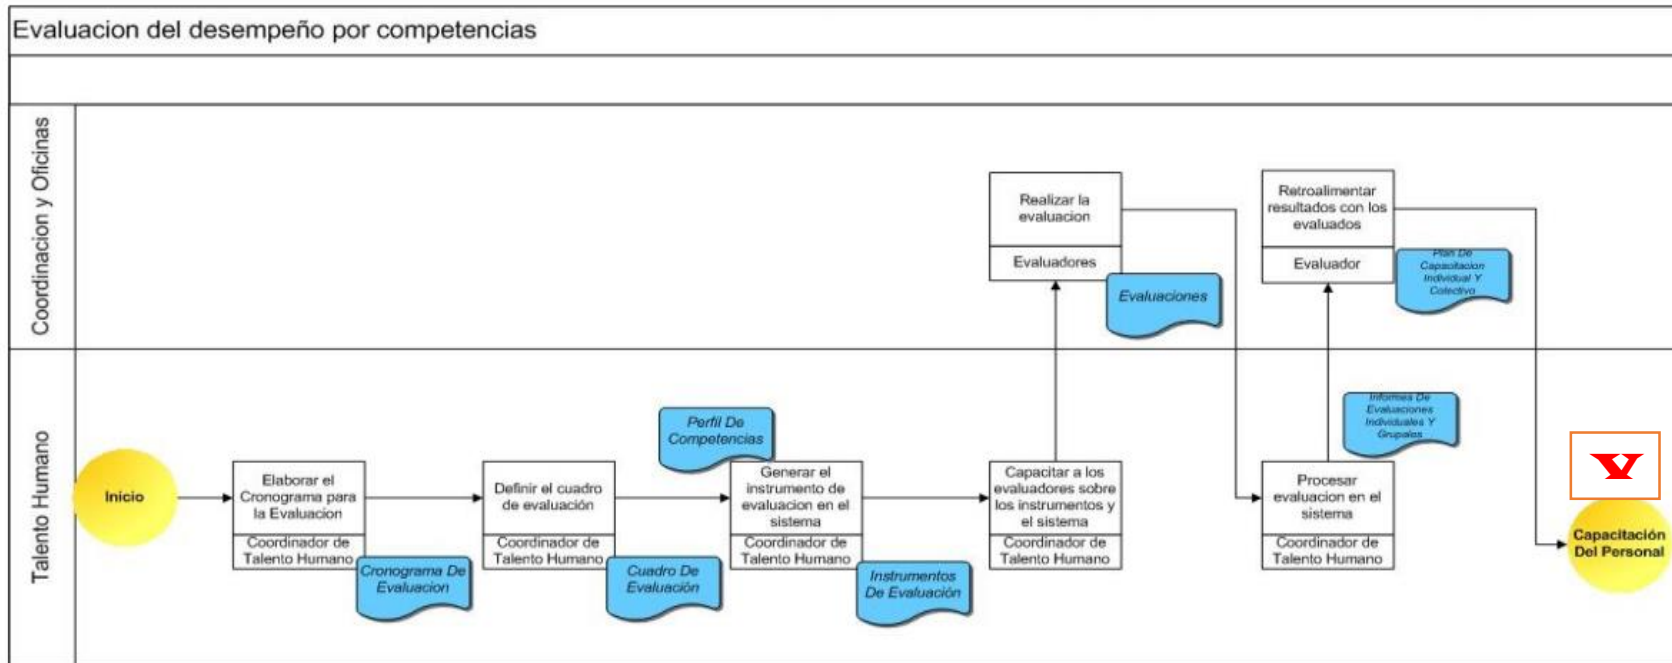 Evaluacion del desempeño por competencias
Coordinacion y Oficinas
Realizar la
evaluacion
Evaluadores
Evaluaciones
Retroalimentar
resultados con los
evaluados
Evaluador
Plan De
Capacitacion
Individual Y
Colectivo
Talento Humano
Inicio
Elaborar el
Cronograma para
la Evaluacion
Coordinador de
Talento Humano
Cronograma De
Evaluacion
Definir el cuadro
de evaluación
Coordinador de
Talento Humano
Cuadro De
Evaluación
Perfil De
Competencias
Generar el
instrumento de
evaluacion en el
sistema
Coordinador de
Talento Humano
Instrumentos
De Evaluación
Capacitar a los
evaluadores sobre
los instrumentos y
el sistema
Coordinador de
Talento Humano
Informes De
Evaluaciones
Individuales Y
Grupales
Procesar
evaluacion en el
sistema
Coordinador de
Talento Humano
V
Capacitación
Del Personal